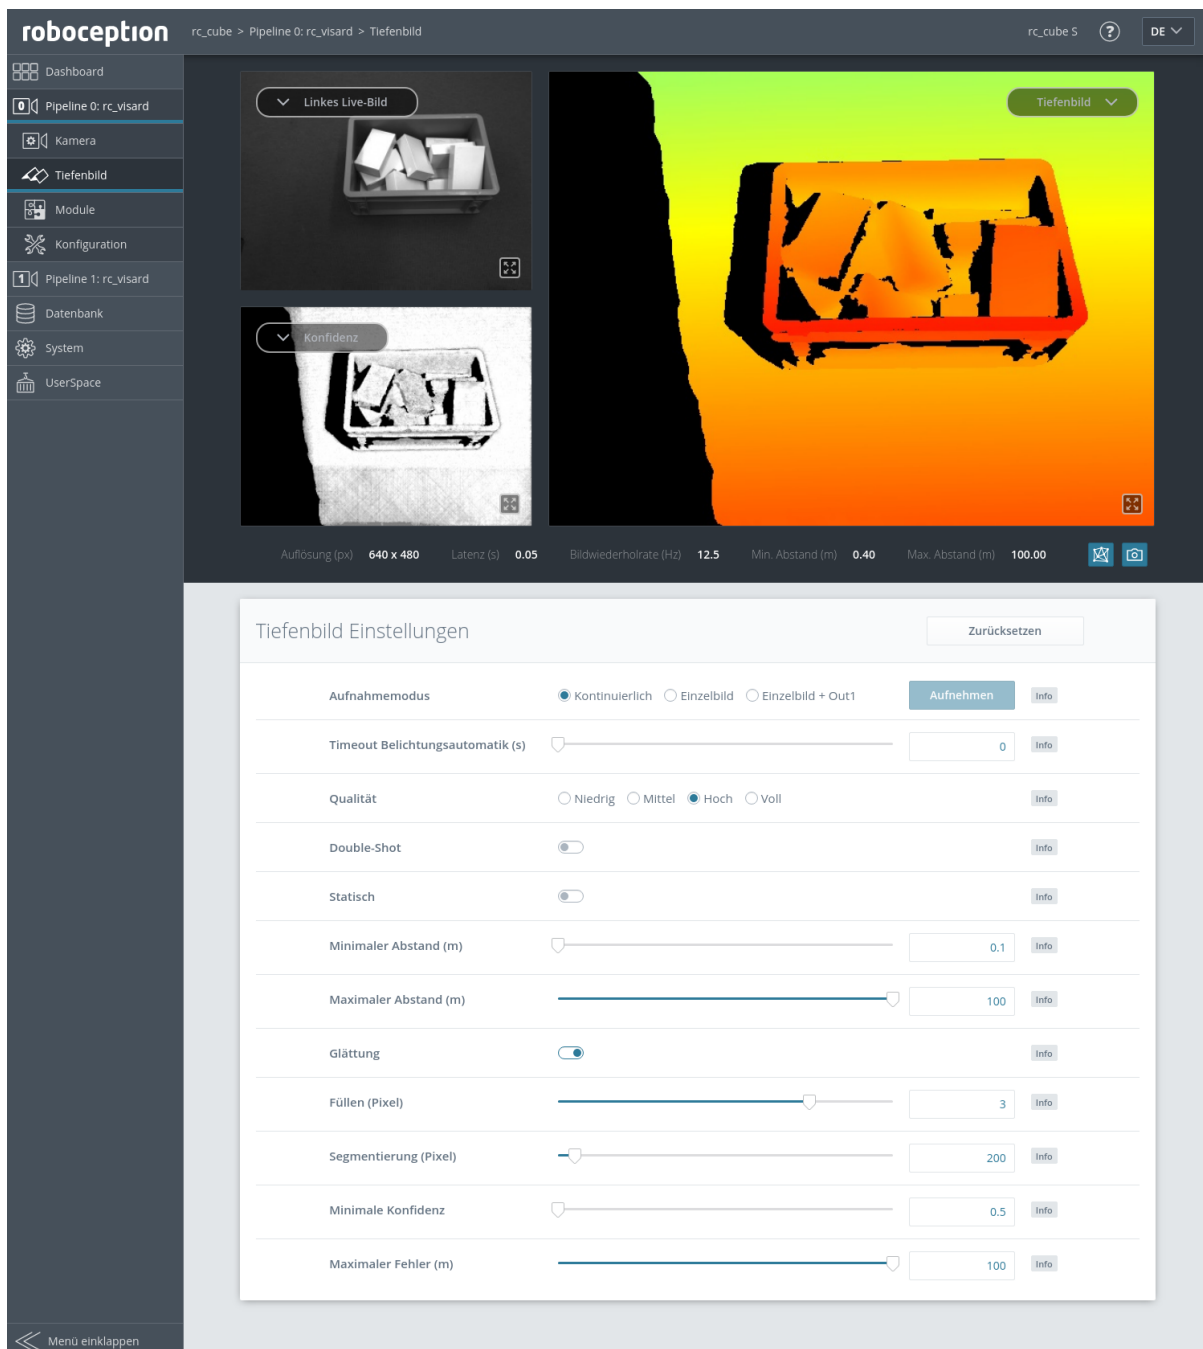 roboception
rc_cube > Pipeline 0: rc_visard > Tiefenbild
rc_cube S
?
DE
Dashboard
0 Pipeline 0: rc_visard
Kamera
Tiefenbild
Module
Konfiguration
1 Pipeline 1: rc_visard
Datenbank
System
UserSpace
Menü einklappen
Linkes Live-Bild
Tiefenbild
Konfidenz
Auflösung (px) 640 x 480 Latenz (s) 0.05 Bildwiederholrate (Hz) 12.5 Min. Abstand (m) 0.40 Max. Abstand (m) 100.00
Tiefenbild Einstellungen Zurücksetzen
Aufnahmemodus Kontinuierlich Einzelbild Einzelbild + Out1 Aufnehmen Info
Timeout Belichtungsautomatik (s) 0 Info
Qualität Niedrig Mittel Hoch Voll Info
Double-Shot Info
Statisch Info
Minimaler Abstand (m) 0.1 Info
Maximaler Abstand (m) 100 Info
Glättung Info
Füllen (Pixel) 3 Info
Segmentierung (Pixel) 200 Info
Minimale Konfidenz 0.5 Info
Maximaler Fehler (m) 100 Info